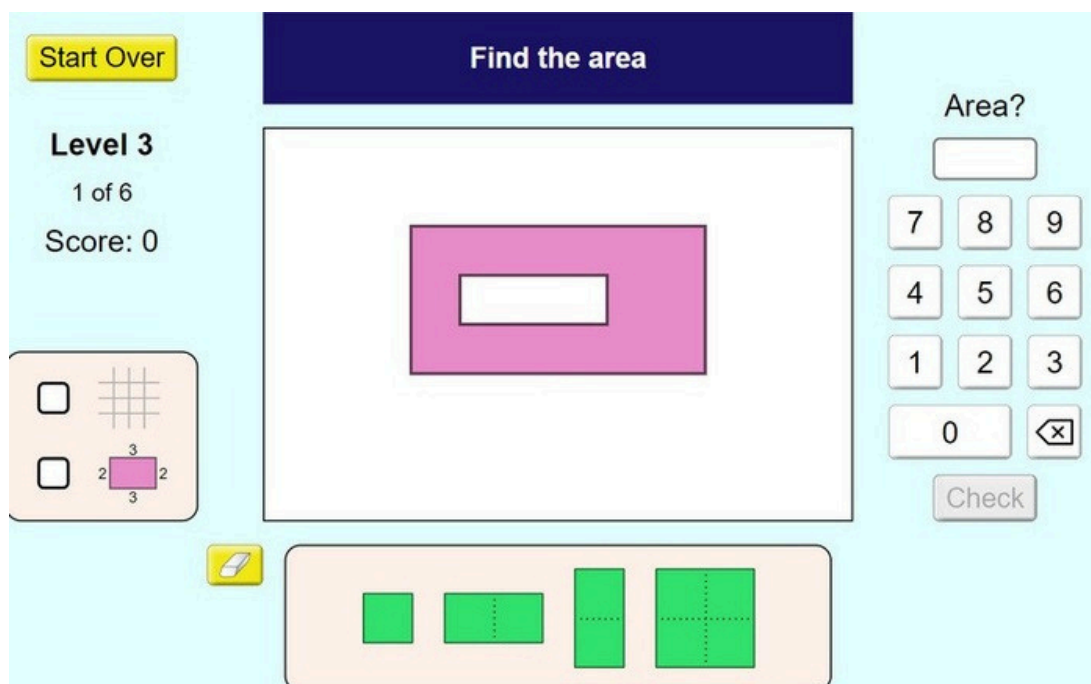 Start Over
Find the area
Area?
Level 3
1 of 6
Score: 0
7 8 9
4 5 6
1 2 3
0
3
2 2
3
Check